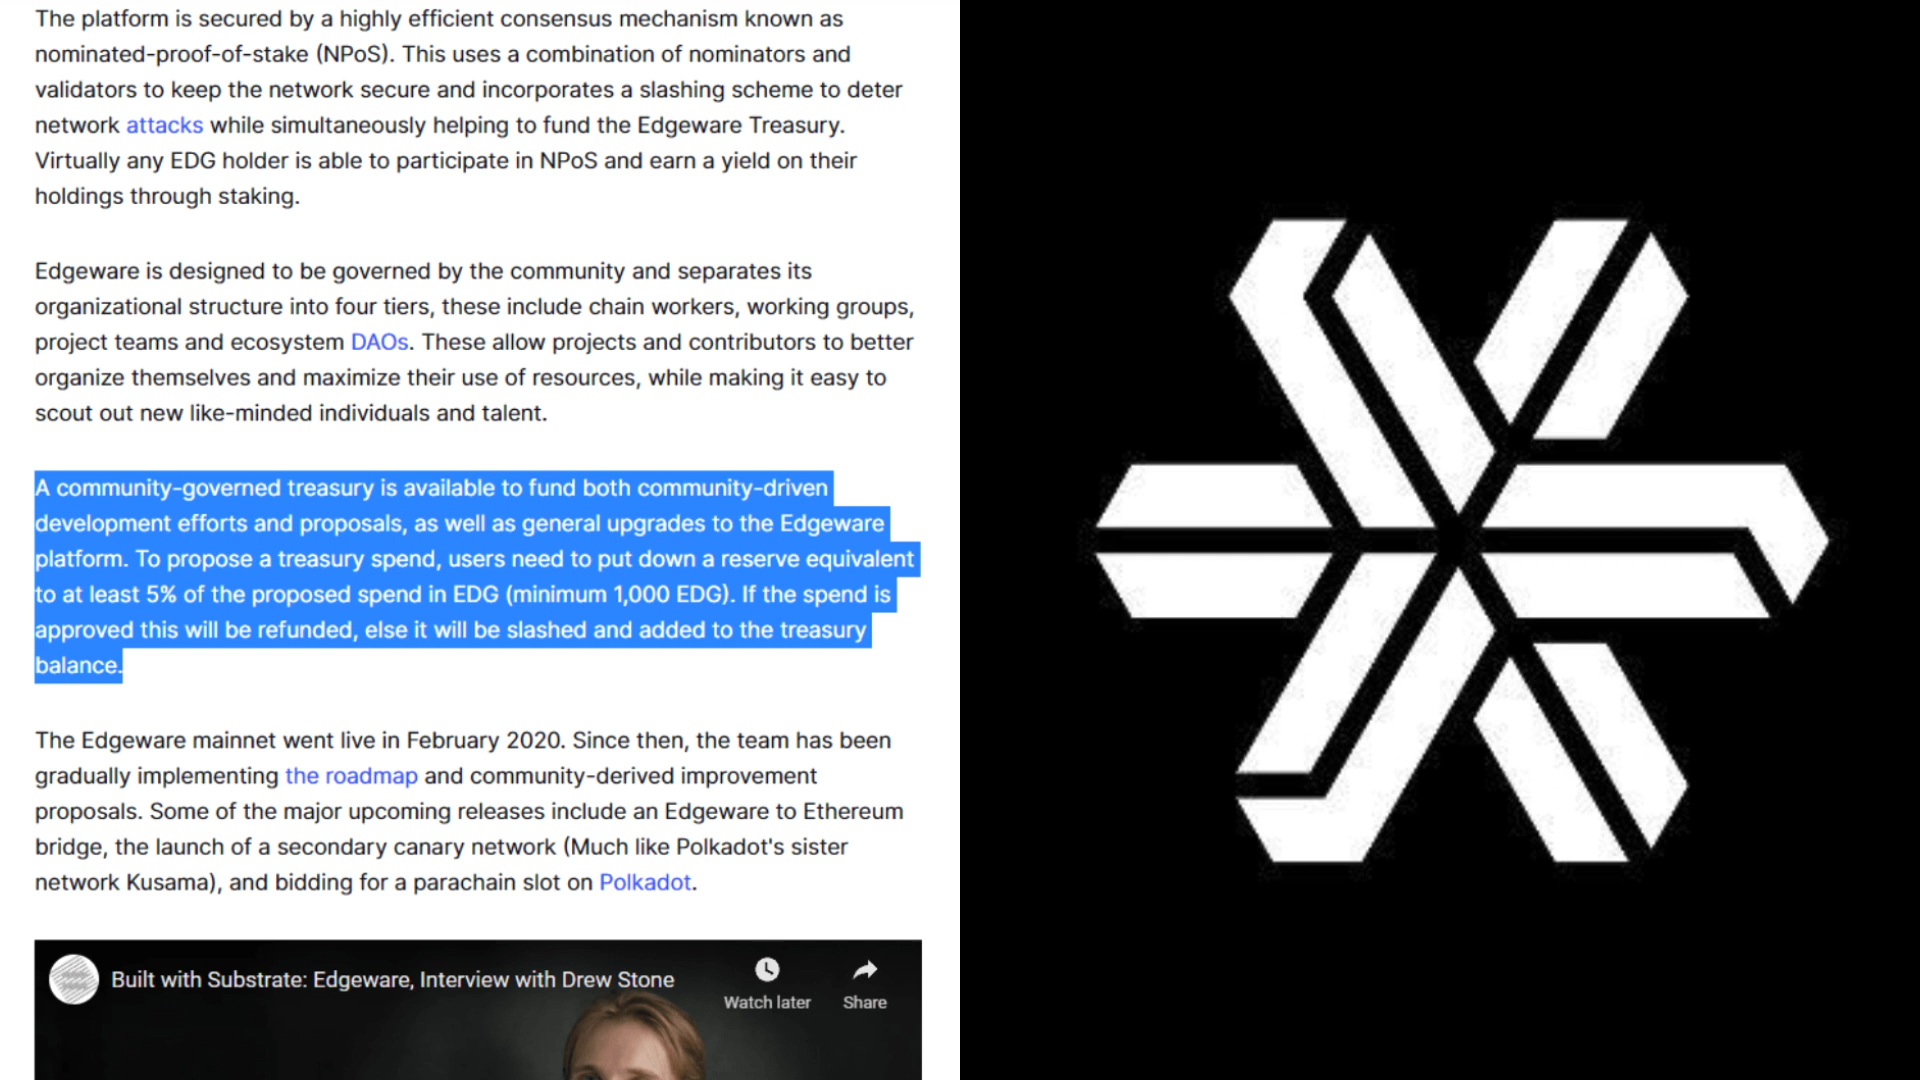 The platform is secured by a highly efficient consensus mechanism known as
nominated-proof-of-stake (NPoS). This uses a combination of nominators and
validators to keep the network secure and incorporates a slashing scheme to deter
network attacks while simultaneously helping to fund the Edgeware Treasury.
Virtually any EDG holder is able to participate in NPoS and earn a yield on their
holdings through staking.
Edgeware is designed to be governed by the community and separates its
organizational structure into four tiers, these include chain workers, working groups,
project teams and ecosystem DAOs. These allow projects and contributors to better
organize themselves and maximize their use of resources, while making it easy to
scout out new like-minded individuals and talent.
A community-governed treasury is available to fund both community-driven
development efforts and proposals, as well as general upgrades to the Edgeware
platform. To propose a treasury spend, users need to put down a reserve equivalent
to at least 5% of the proposed spend in EDG (minimum 1,000 EDG). If the spend is
approved this will be refunded, else it will be slashed and added to the treasury
balance.
The Edgeware mainnet went live in February 2020. Since then, the team has been
gradually implementing the roadmap and community-derived improvement
proposals. Some of the major upcoming releases include an Edgeware to Ethereum
bridge, the launch of a secondary canary network (Much like Polkadot's sister
network Kusama), and bidding for a parachain slot on Polkadot.
Built with Substrate: Edgeware, Interview with Drew Stone
Watch later
Share